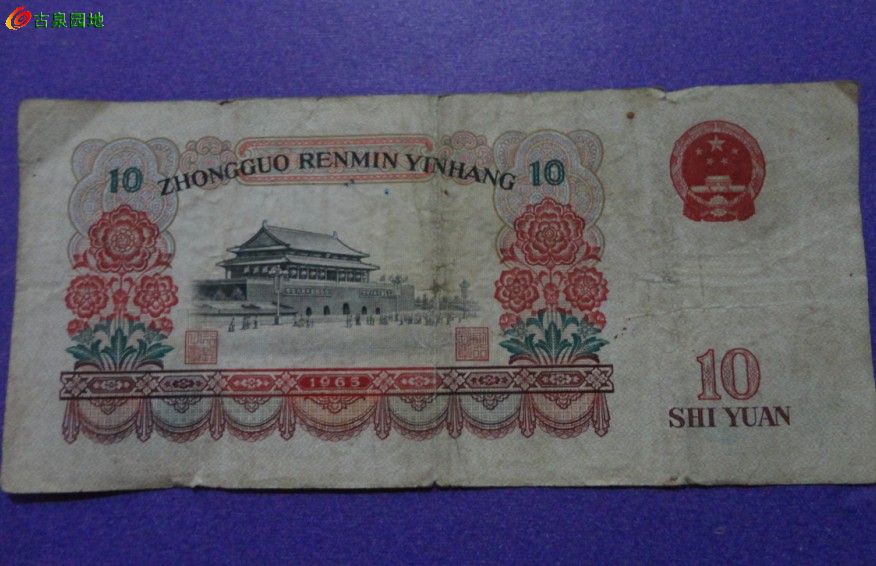 古泉园地
10 ZHONGGUO RENMIN YINHANG 10
1965
10
SHI YUAN